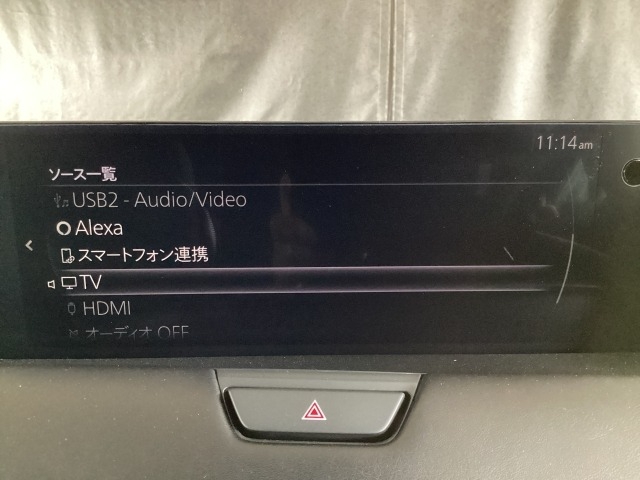 11:14am
ソース一覧
USB2 - Audio/Video
Alexa
スマートフォン連携
TV
HDMI
オーディオ OFF